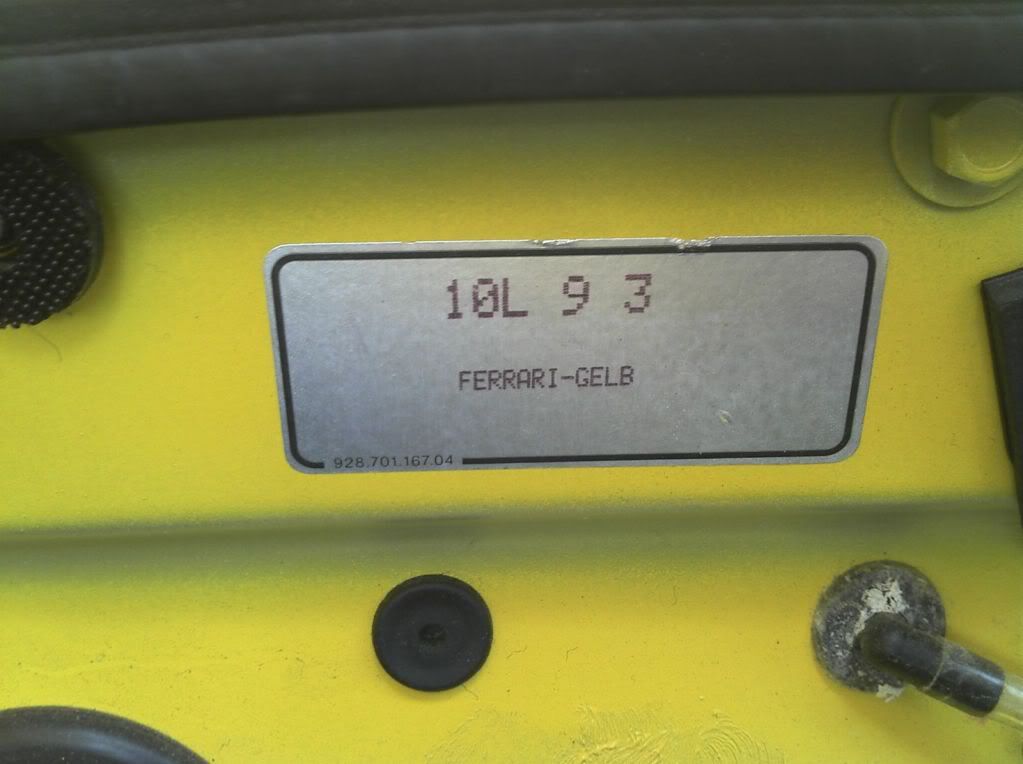 10L 9 3
FERRARI-GELB
928.701.167.04